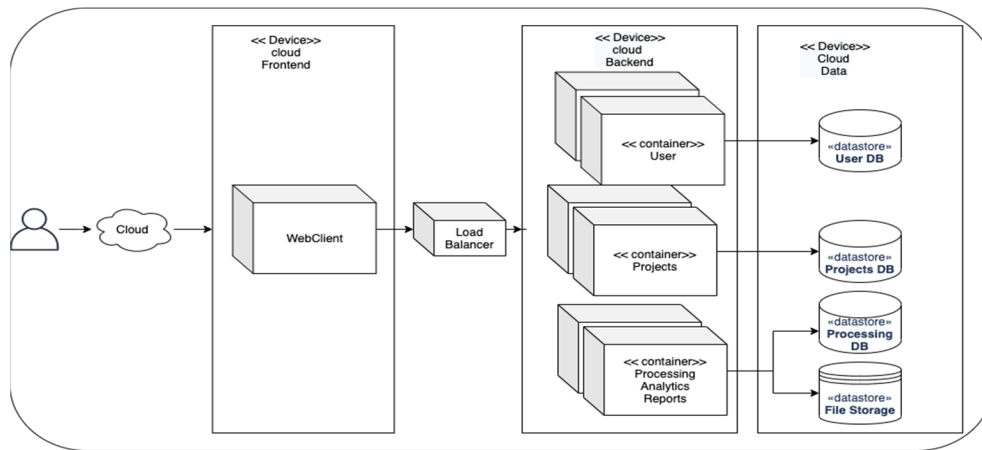 << Device>>
cloud
Frontend
<< Device>>
cloud
Backend
<< Device>>
Cloud
Data
<< container>>
User
«datastore»
User DB
Cloud
WebClient
Load
Balancer
<< container>>
Projects
«datastore»
Projects DB
<< container>>
Processing
Analytics
Reports
«datastore»
Processing
DB
«datastore»
File Storage